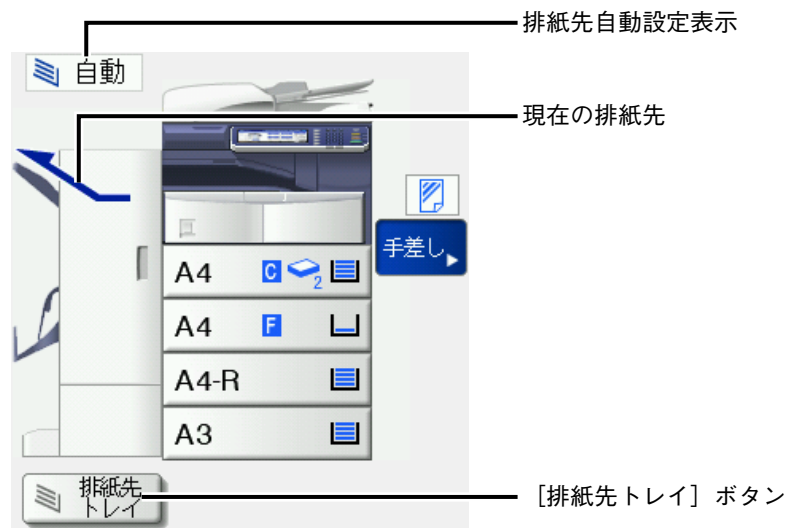 排紙先自動設定表示
自動
現在の排紙先
手差し
A4 C 2
A4 F
A4-R
A3
排紙先
トレイ
［排紙先トレイ］ボタン